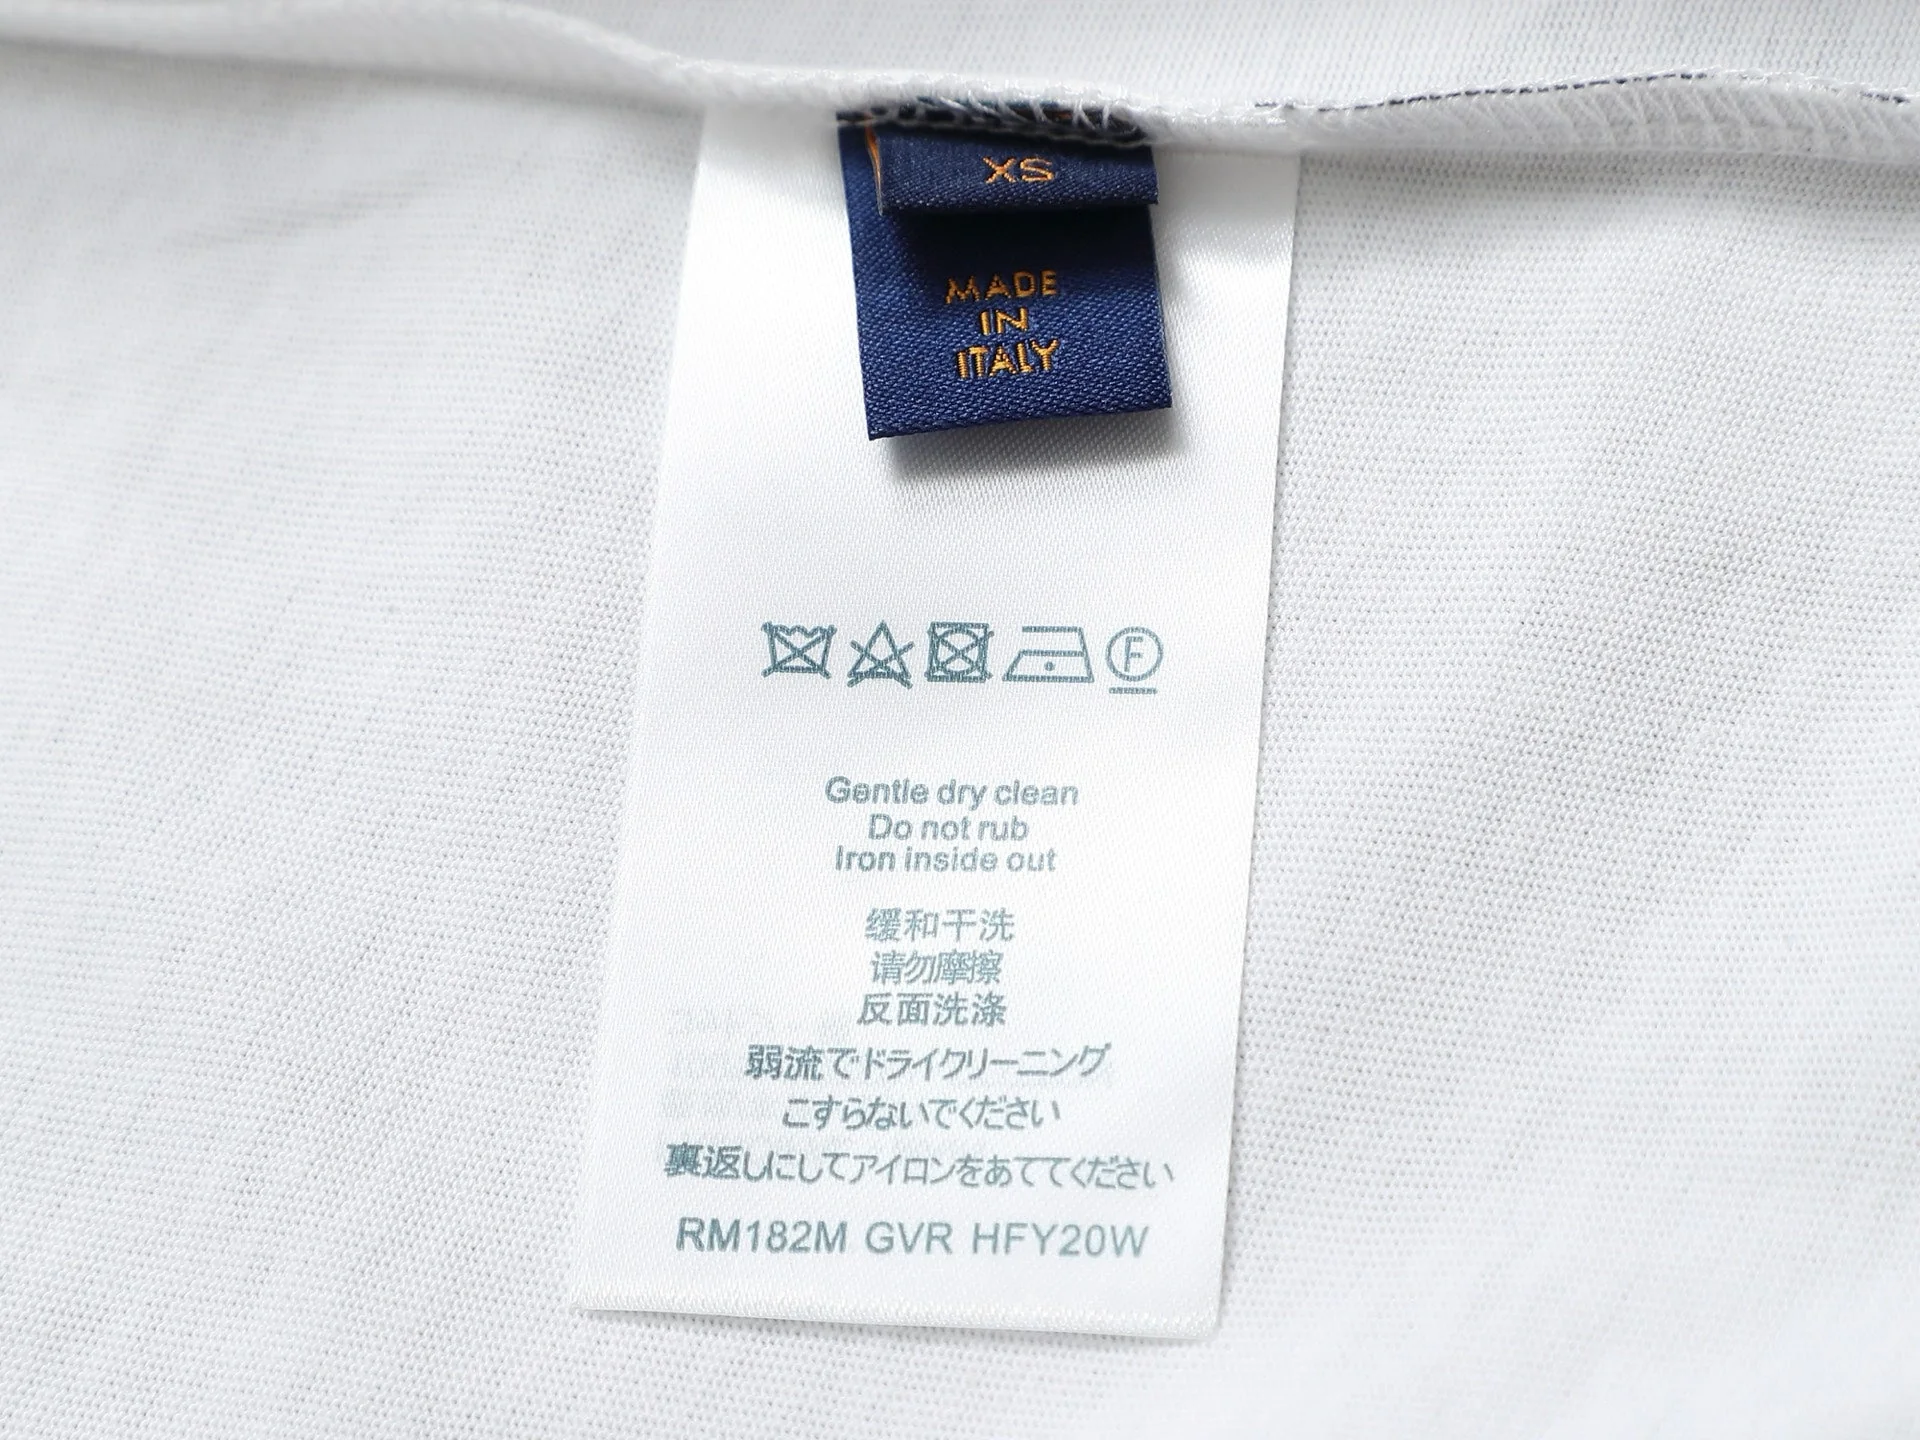 XS
MADE
IN
ITALY
F
Gentle dry clean
Do not rub
Iron inside out
缓和干洗
请勿摩擦
反面洗涤
弱流でドライクリーニング
こすらないでください
裏返しにしてアイロンをあててください
RM182M GVR HFY20W